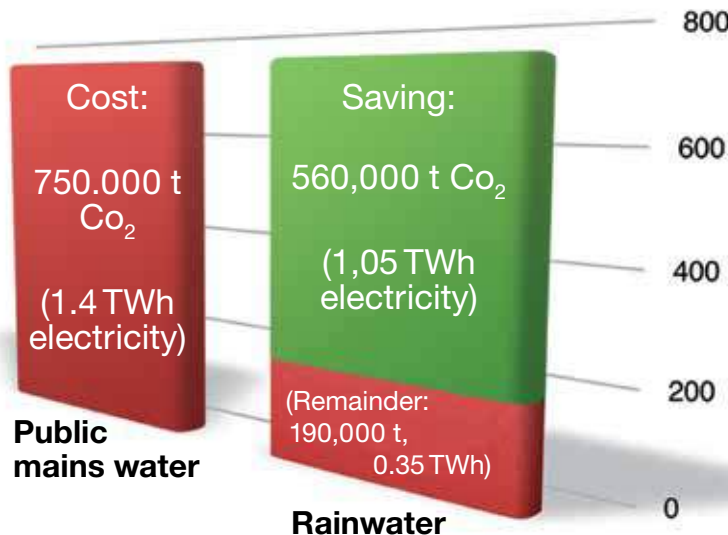 800
600
400
200
0
Cost:
750.000 t
Co₂
(1.4 TWh
electricity)
Public
mains water
Saving:
560,000 t Co₂
(1,05 TWh
electricity)
(Remainder:
190,000 t,
0.35 TWh)
Rainwater